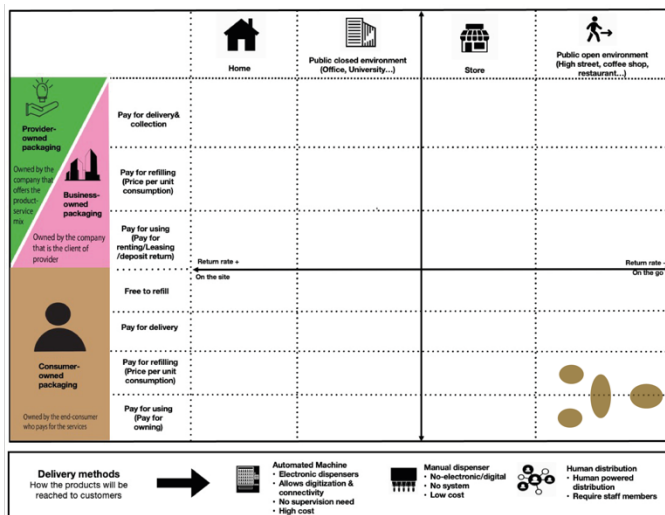 Home
Public closed environment
(Office, University...)
Store
Public open environment
(High street, coffee shop,
restaurant...)
Provider-
owned
packaging
Owned by the
company that
offers the
product-
service
mix
Business-
owned
packaging
Owned by the company
that is the client of
provider
Pay for delivery&
collection
Pay for refilling
(Price per unit
consumption)
Pay for using
(Pay for
renting/Leasing
/deposit return)
Return rate +
On the site
Return rate -
On the go
Consumer-
owned
packaging
Owned by the end-consumer
who pays for the services
Free to refill
Pay for delivery
Pay for refilling
(Price per unit
consumption)
Pay for using
(Pay for
owning)
Delivery methods
How the products will be
reached to customers
Automated Machine
• Electronic dispensers
• Allows digitization &
connectivity
• No supervision need
• High cost
Manual dispenser
• No-electronic/digital
• No system
• Low cost
Human distribution
• Human powered
distribution
• Require staff members